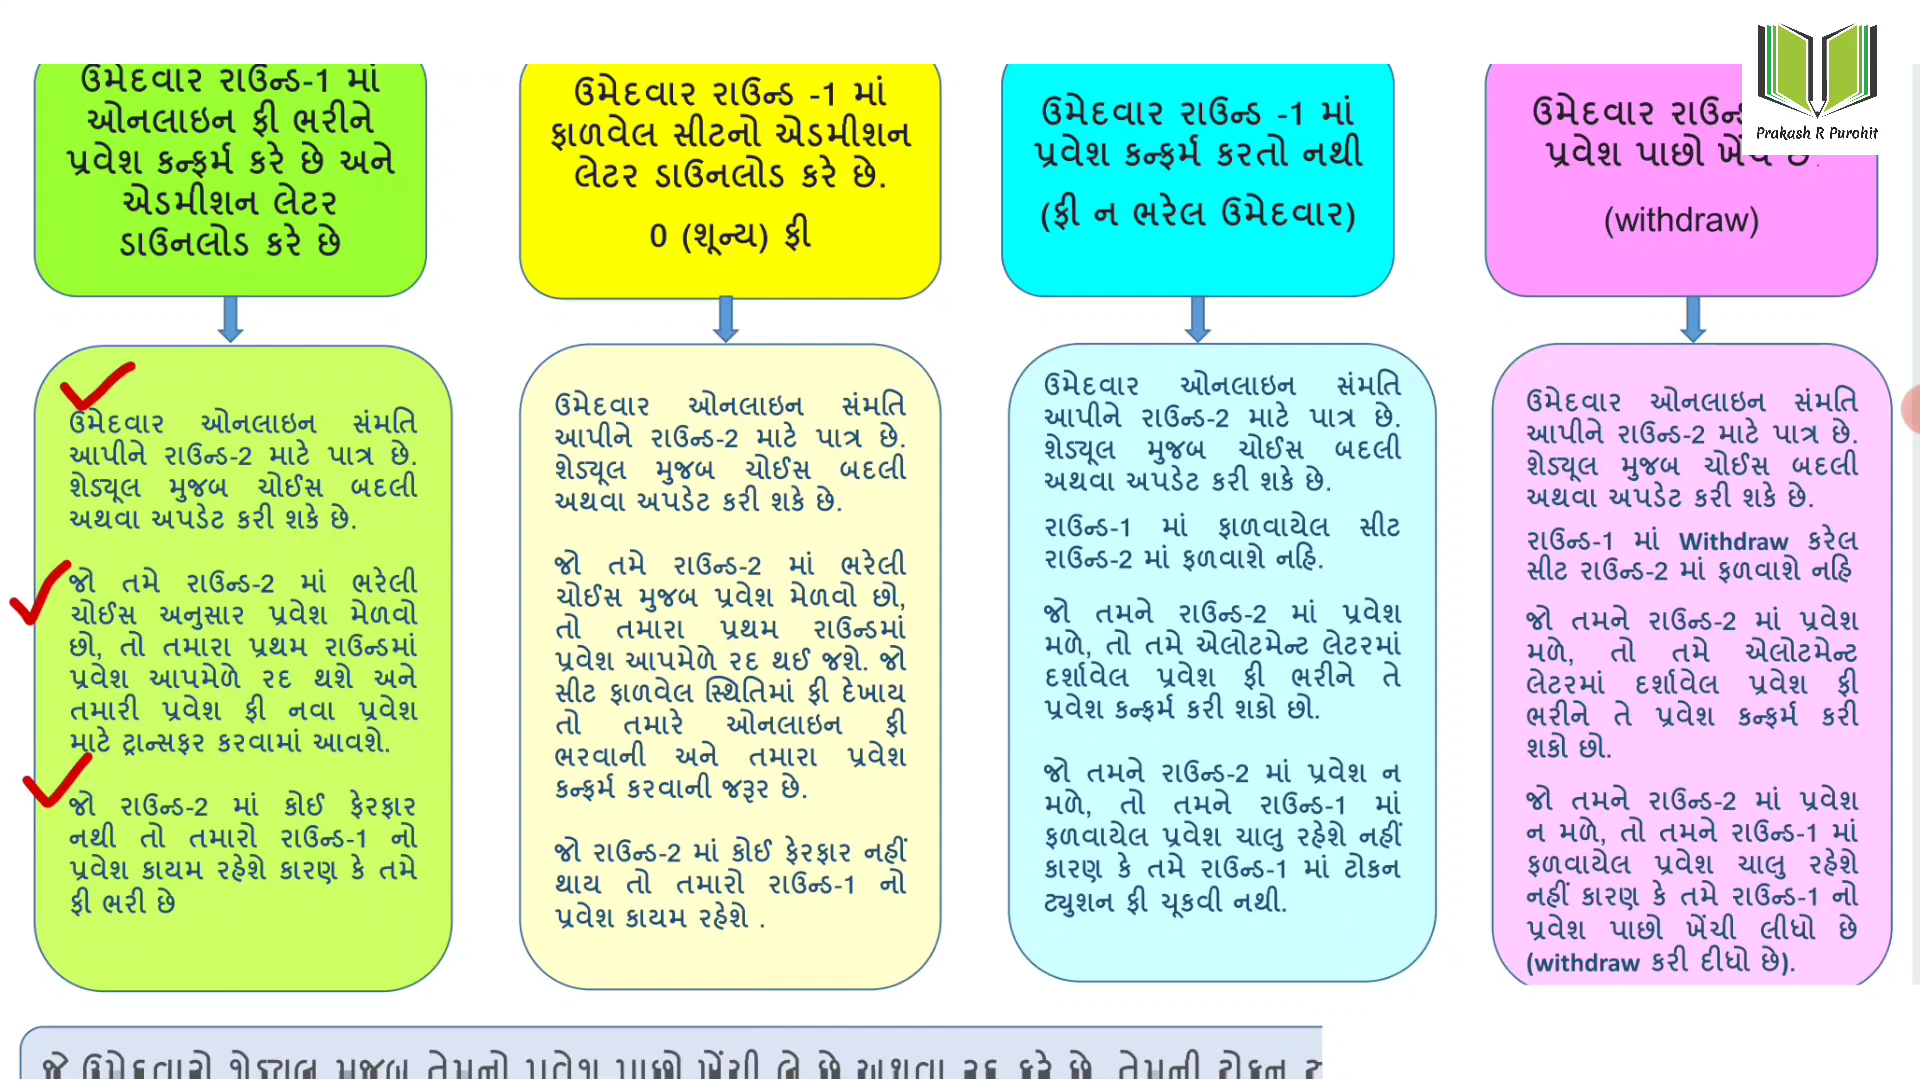 ઉમેદવાર રાઉન્ડ-1 માં
ઓનલાઇન ફી ભરીને
પ્રવેશ કન્ફર્મ કરે છે અને
એડમીશન લેટર
ડાઉનલોડ કરે છે
ઉમેદવાર ઓનલાઇન સંમતિ
આપીને રાઉન્ડ-2 માટે પાત્ર છે.
શેડ્યૂલ મુજબ ચોઈસ બદલી
અથવા અપડેટ કરી શકે છે.
જો તમે રાઉન્ડ-2 માં ભરેલી
ચોઈસ અનુસાર પ્રવેશ મેળવો
છો, તો તમારા પ્રથમ રાઉન્ડમાં
પ્રવેશ આપમેળે રદ થશે અને
તમારી પ્રવેશ ફી નવા પ્રવેશ
માટે ટ્રાન્સફર કરવામાં આવશે.
જો રાઉન્ડ-2 માં કોઈ ફેરફાર
નથી તો તમારો રાઉન્ડ-1 નો
પ્રવેશ કાયમ રહેશે કારણ કે તમે
ફી ભરી છે
ઉમેદવાર રાઉન્ડ -1 માં
ફાળવેલ સીટનો એડમીશન
લેટર ડાઉનલોડ કરે છે.
0 (શૂન્ય) ફી
ઉમેદવાર ઓનલાઇન સંમતિ
આપીને રાઉન્ડ-2 માટે પાત્ર છે.
શેડ્યૂલ મુજબ ચોઈસ બદલી
અથવા અપડેટ કરી શકે છે.
જો તમે રાઉન્ડ-2 માં ભરેલી
ચોઈસ મુજબ પ્રવેશ મેળવો છો,
તો તમારા પ્રથમ રાઉન્ડમાં
પ્રવેશ આપમેળે રદ થઈ જશે. જો
સીટ ફાળવેલ સ્થિતિમાં ફી દેખાય
તો તમારે ઓનલાઇન ફી
ભરવાની અને તમારા પ્રવેશ
કન્ફર્મ કરવાની જરૂર છે.
જો રાઉન્ડ-2 માં કોઈ ફેરફાર નહીં
થાય તો તમારો રાઉન્ડ-1 નો
પ્રવેશ કાયમ રહેશે .
ઉમેદવાર રાઉન્ડ -1 માં
પ્રવેશ કન્ફર્મ કરતો નથી
(ફી ન ભરેલ ઉમેદવાર)
ઉમેદવાર ઓનલાઇન સંમતિ
આપીને રાઉન્ડ-2 માટે પાત્ર છે.
શેડ્યૂલ મુજબ ચોઈસ બદલી
અથવા અપડેટ કરી શકે છે.
રાઉન્ડ-1 માં ફાળવાયેલ સીટ
રાઉન્ડ-2 માં ફળવાશે નહિ.
જો તમને રાઉન્ડ-2 માં પ્રવેશ
મળે, તો તમે એલોટમેન્ટ લેટરમાં
દર્શાવેલ પ્રવેશ ફી ભરીને તે
પ્રવેશ કન્ફર્મ કરી શકો છો.
જો તમને રાઉન્ડ-2 માં પ્રવેશ ન
મળે, તો તમને રાઉન્ડ-1 માં
ફળવાયેલ પ્રવેશ ચાલુ રહેશે નહીં
કારણ કે તમે રાઉન્ડ-1 માં ટોકન
ટ્યુશન ફી ચૂકવી નથી.
ઉમેદવાર
પ્રવેશ પાછો
(withdraw)
ઉમેદવાર ઓનલાઇન સંમતિ
આપીને રાઉન્ડ-2 માટે પાત્ર છે.
શેડ્યૂલ મુજબ ચોઈસ બદલી
અથવા અપડેટ કરી શકે છે.
રાઉન્ડ-1 માં Withdraw કરેલ
સીટ રાઉન્ડ-2 માં ફળવાશે નહિ
જો તમને રાઉન્ડ-2 માં પ્રવેશ
મળે, તો તમે એલોટમેન્ટ
લેટરમાં દર્શાવેલ પ્રવેશ ફી
ભરીને તે પ્રવેશ કન્ફર્મ કરી
શકો છો.
જો તમને રાઉન્ડ-2 માં પ્રવેશ
ન મળે, તો તમને રાઉન્ડ-1 માં
ફળવાયેલ પ્રવેશ ચાલુ રહેશે
નહીં કારણ કે તમે રાઉન્ડ-1 નો
પ્રવેશ પાછો ખેંચી લીધો છે
(withdraw કરી દીધો છે).
Prakash R Purohit
જે ઉમેદવારો શેડ્યુલ મુજબ તેમનો પ્રવેશ પાછો ખેંચી લે છે અથવા રદ કરે છે, તેમની ટોકન